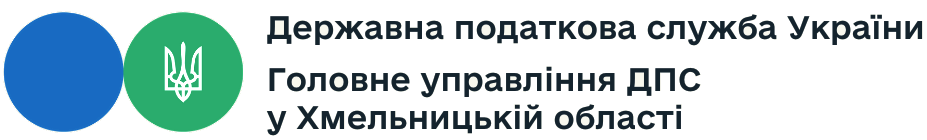 Державна податкова служба України
Головне управління ДПС
у Хмельницькій області